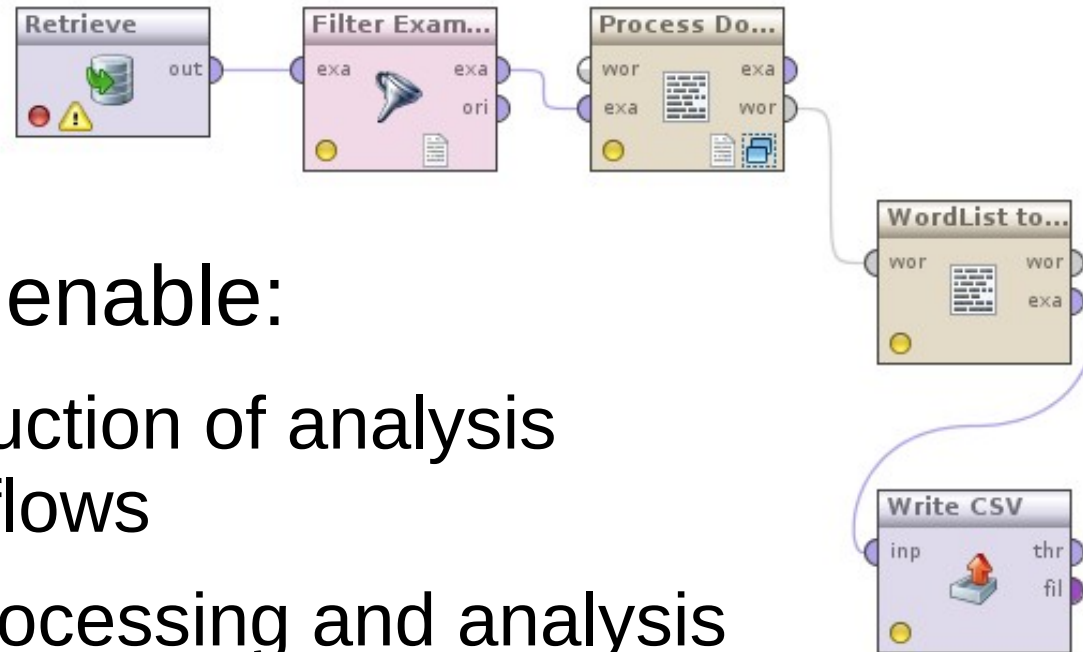 Retrieve
out
Filter Exam...
exa exa
ori
Process Do...
wor exa
exa wor
WordList to...
wor wor
exa
enable:
uction of analysis
flows
ocessing and analysis
Write CSV
inp thr
fil